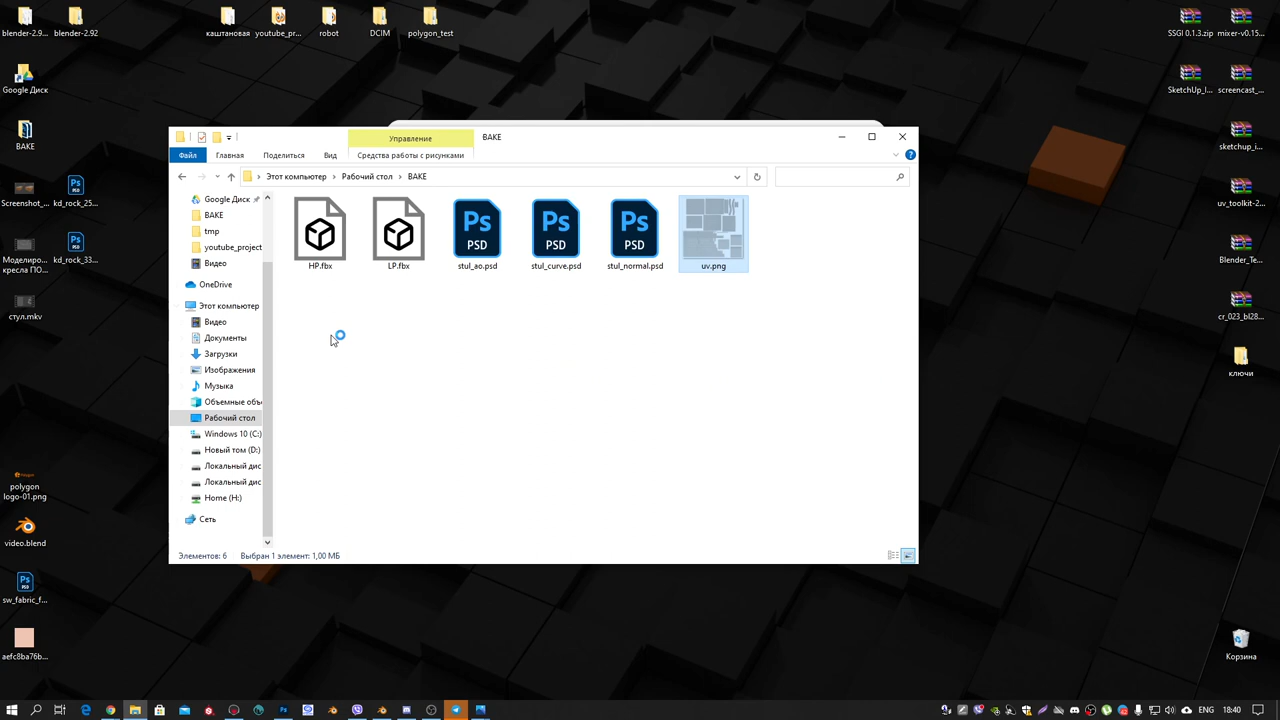 blender-2.9...
blender-2.92
каштановая
youtube_pr...
robot
DCIM
polygon_test
SSGI 0.1.3.zip
mixer-v0.15...
Google Диск
SketchUp_I...
screencast_...
BAKE
sketchup_i...
Screenshot_...
kd_rock_25...
uv_toolkit-2...
Моделиро...
кресла ПО...
kd_rock_33...
Blender_Te...
стул.mkv
cr_023_bl28...
ключи
polygon
logo-01.png
video.blend
sw_fabric_f...
aefc8ba76b...
Корзина
Управление
BAKE
Файл
Главная
Поделиться
Вид
Средства работы с рисунками
Этот компьютер
Рабочий стол
BAKE
Google Диск
BAKE
tmp
youtube_project
Видео
OneDrive
Этот компьютер
Видео
Документы
Загрузки
Изображения
Музыка
Объемные объе
Рабочий стол
Windows 10 (C:)
Новый том (D:)
Локальный дис
Локальный дис
Home (H:)
Сеть
Ps
PSD
Ps
PSD
Ps
PSD
HP.fbx
LP.fbx
stul_ao.psd
stul_curve.psd
stul_normal.psd
uv.png
Элементов: 6
Выбран 1 элемент: 1,00 МБ
ENG
18:40